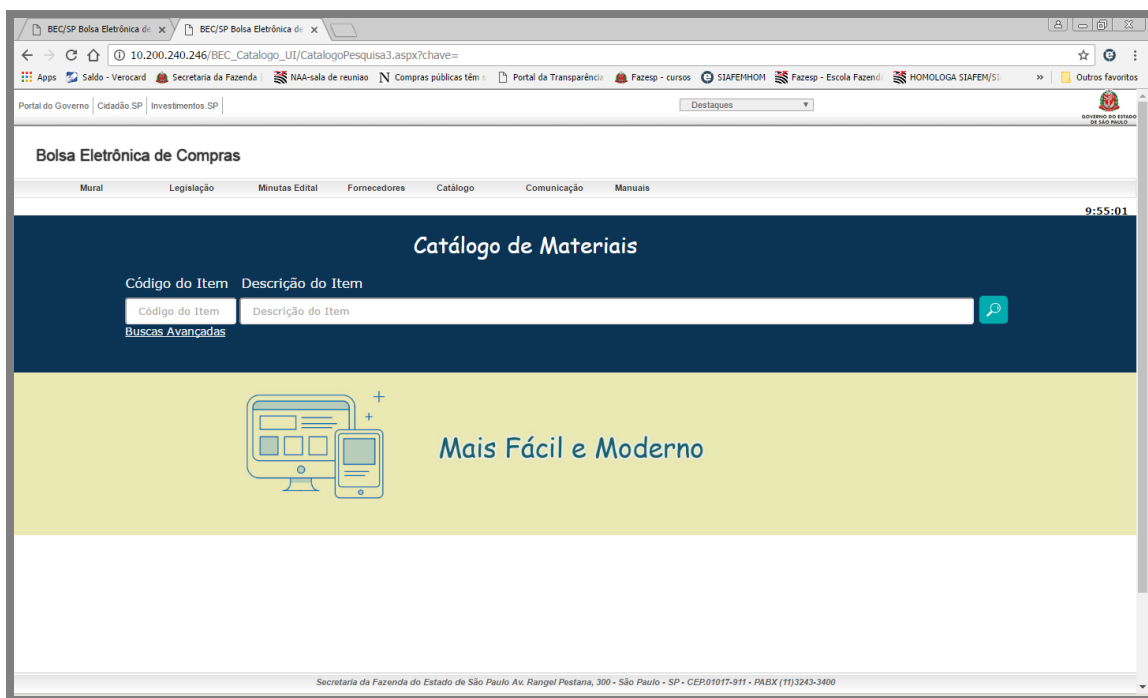 BEC/SP Bolsa Eletrônica de
BEC/SP Bolsa Eletrônica de
10.200.240.246/BEC_Catalogo_UI/CatalogoPesquisa3.aspx?chave=
Apps Saldo - Verocard Secretaria da Fazenda | NAA-sala de reuniao Compras públicas têm s Portal da Transparência Fazesp - cursos SIAFEMHOM Fazesp - Escola Fazend HOMOLOGA SIAFEM/SI » Outros favoritos
Portal do Governo Cidadão.SP Investimentos.SP Destaques
GOVERNO DO ESTADO
DE SÃO PAULO
Bolsa Eletrônica de Compras
Mural Legislação Minutas Edital Fornecedores Catálogo Comunicação Manuais
9:55:01
Catálogo de Materiais
Código do Item Descrição do Item
Código do Item Descrição do Item
Buscas Avançadas
Mais Fácil e Moderno
Secretaria da Fazenda do Estado de São Paulo Av. Rangel Pestana, 300 - São Paulo - SP - CEP.01017-911 - PABX (11)3243-3400